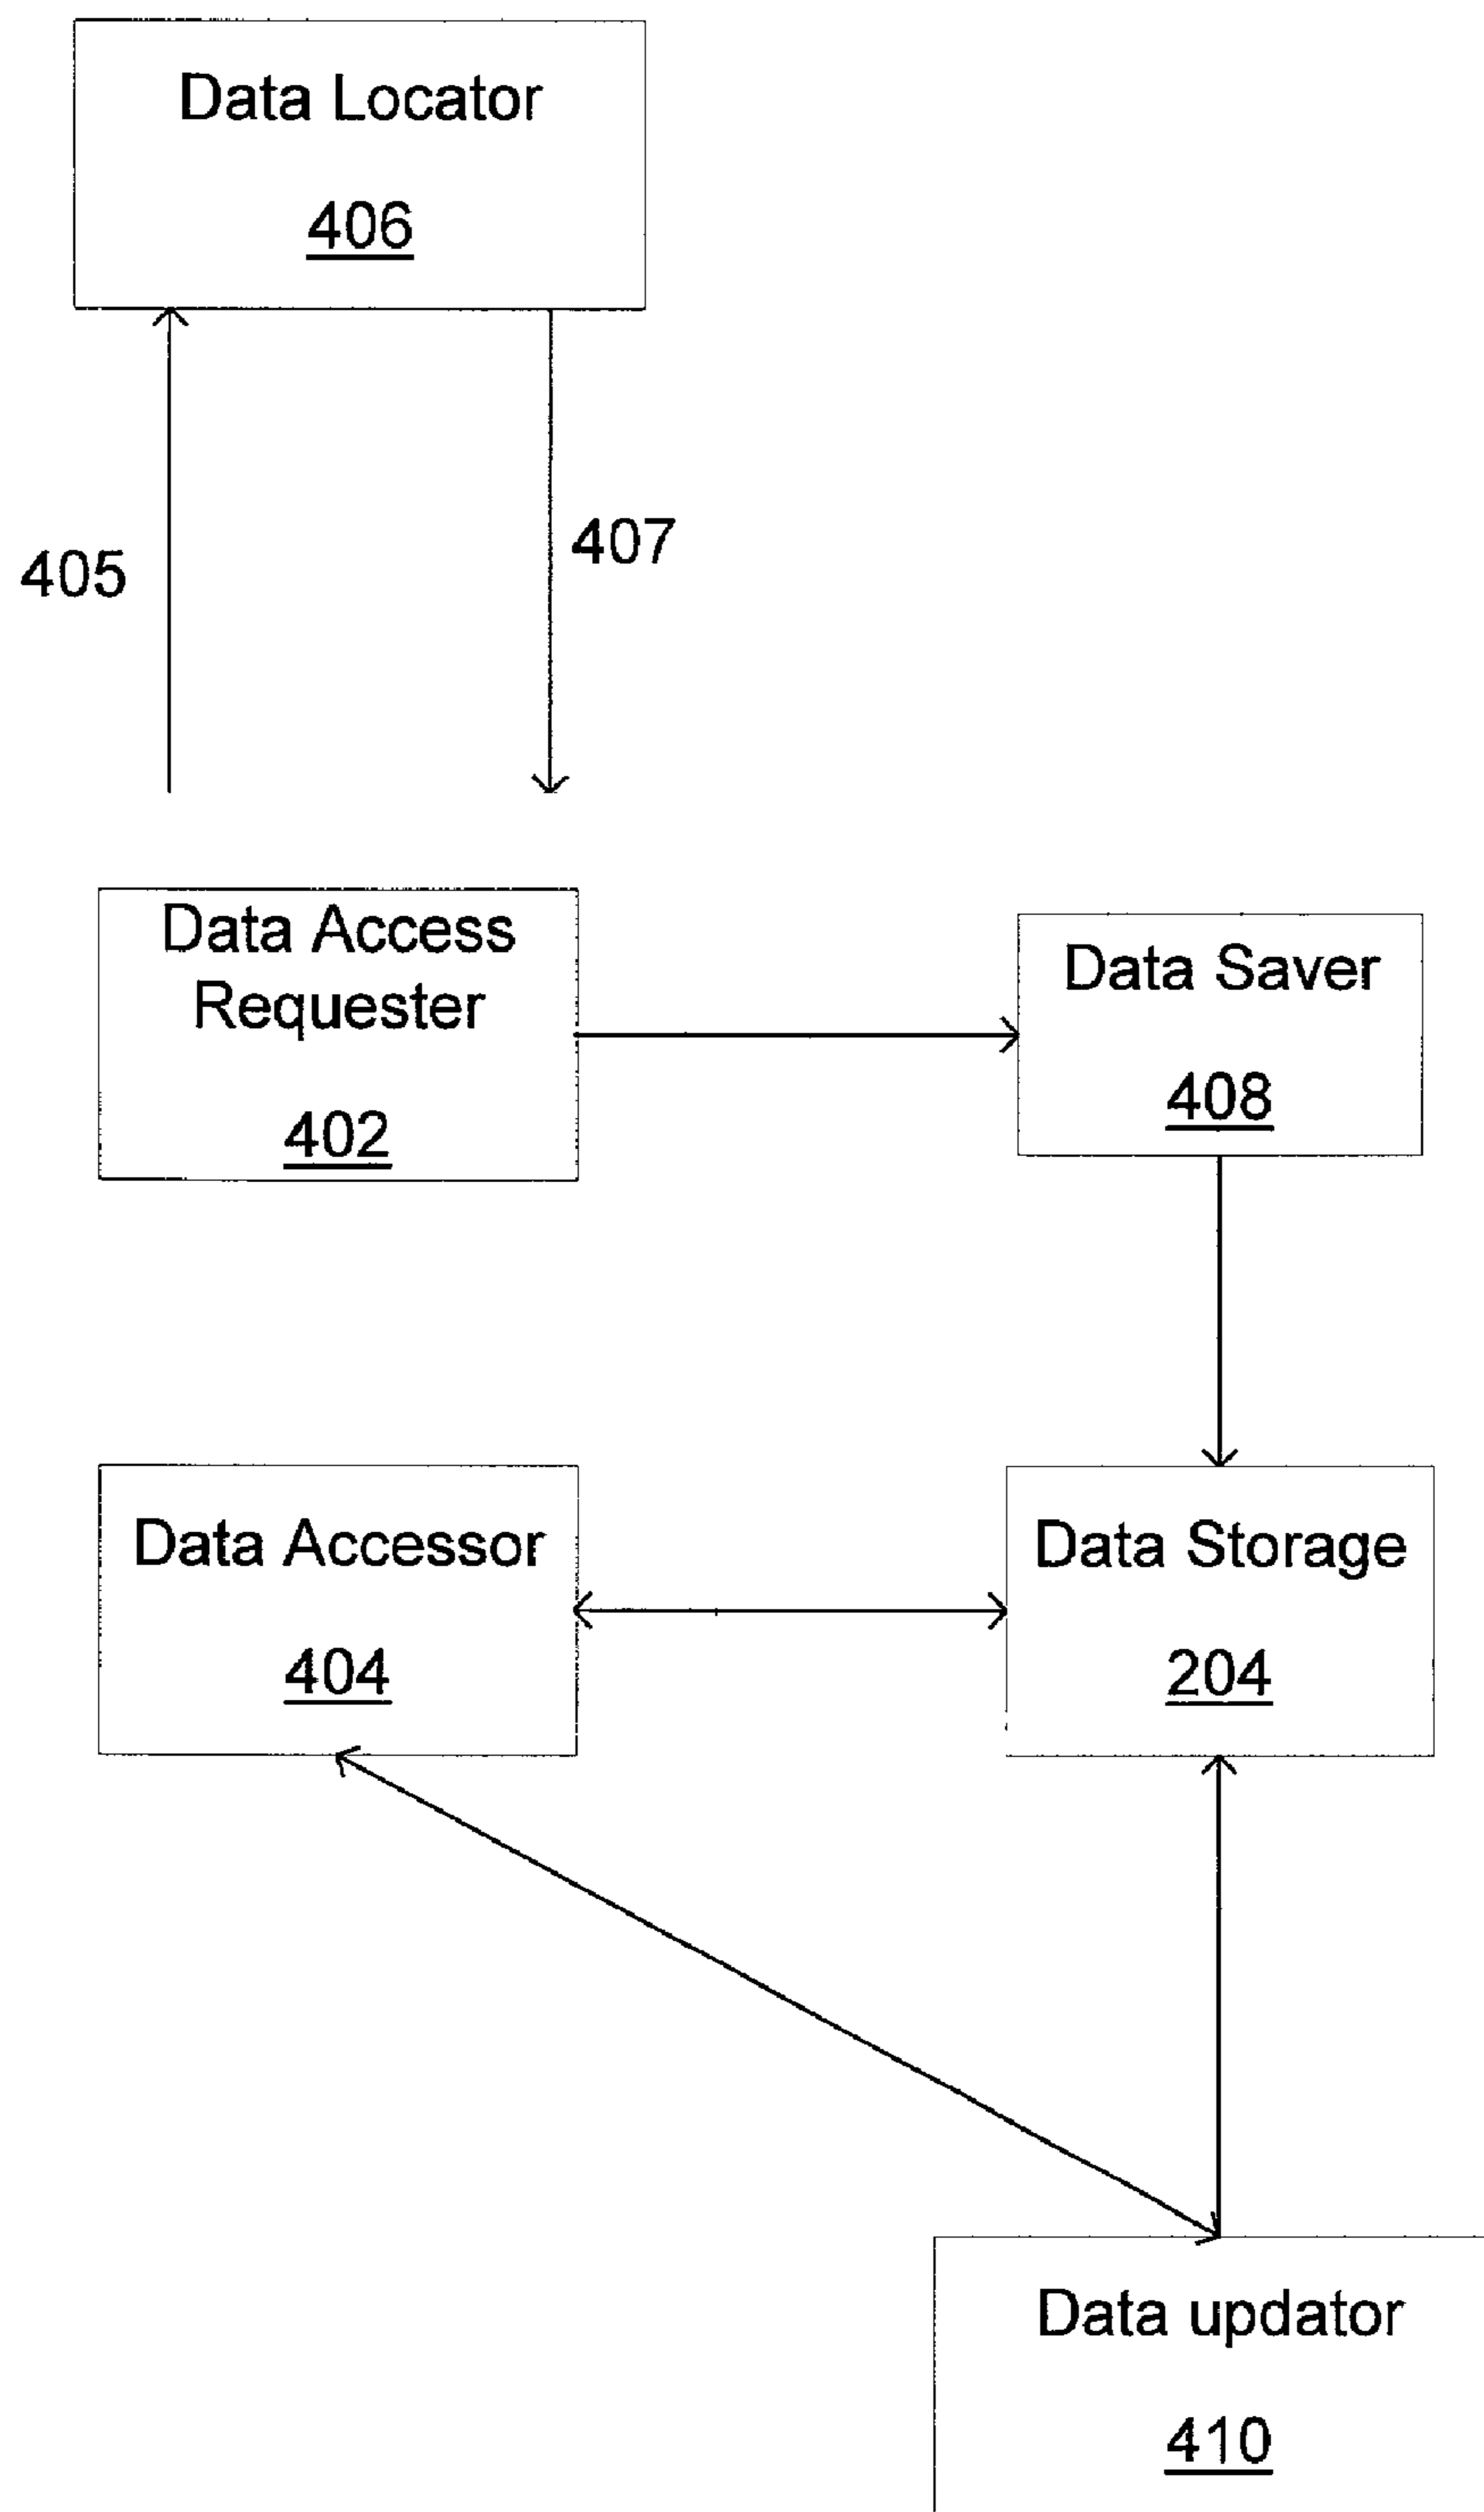 Data Locator
406
407
405
Data Access
Requester
402
Data Saver
408
Data Accessor
404
Data Storage
204
Data updator
410